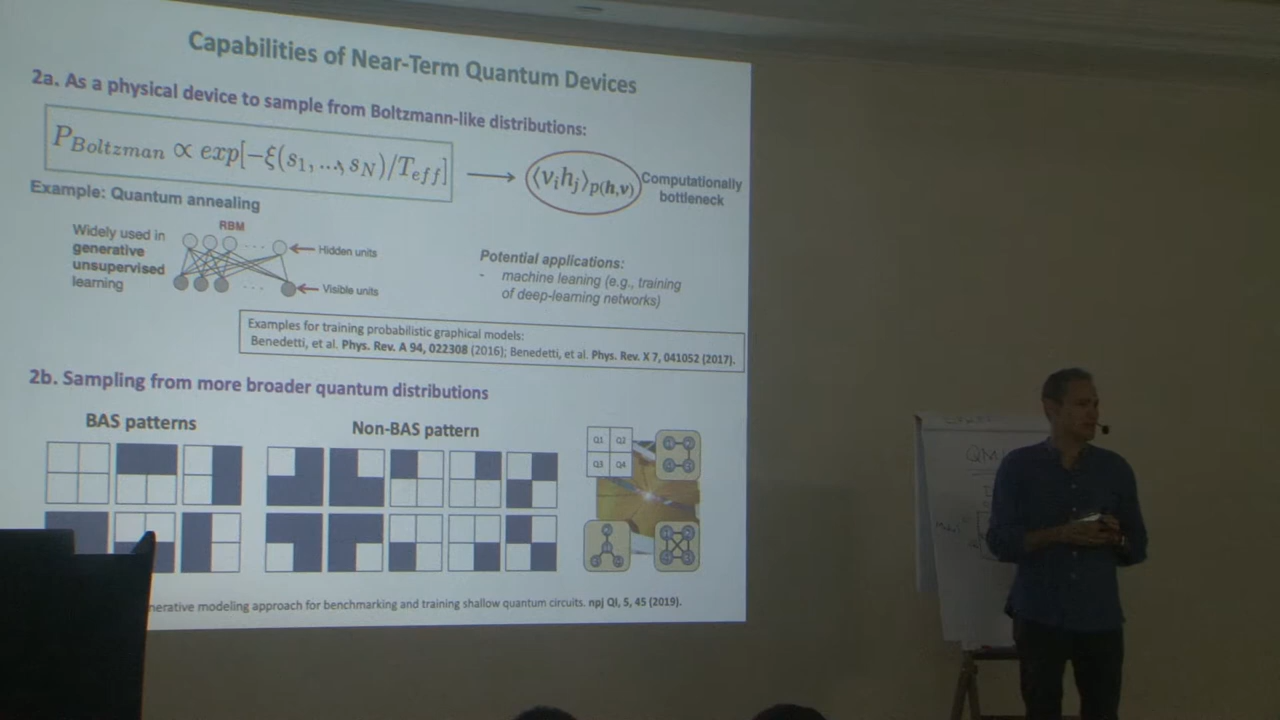 Capabilities of Near-Term Quantum Devices
2a. As a physical device to sample from Boltzmann-like distributions:
P_Boltzman ∝ exp[-ξ(s_1, ..., s_N)/T_eff]
⟨v_i h_j⟩_p(h,v)
Computationally
bottleneck
Example: Quantum annealing
Widely used in
generative
unsupervised
learning
RBM
Hidden units
Visible units
Potential applications:
- machine leaning (e.g., training
of deep-learning networks)
Examples for training probabilistic graphical models:
Benedetti, et al. Phys. Rev. A 94, 022308 (2016); Benedetti, et al. Phys. Rev. X 7, 041052 (2017).
2b. Sampling from more broader quantum distributions
BAS patterns
Non-BAS pattern
Q1 Q2
Q3 Q4
nerative modeling approach for benchmarking and training shallow quantum circuits. npj QI, 5, 45 (2019).